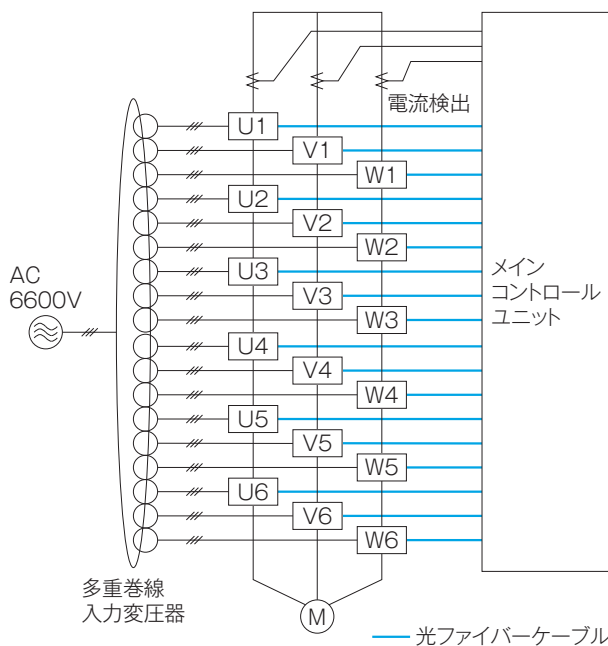 電流検出
U1
V1
W1
U2
V2
W2
U3
V3
W3
U4
V4
W4
U5
V5
W5
U6
V6
W6
AC
6600V
メイン
コントロール
ユニット
多重巻線
入力変圧器
M
光ファイバーケーブル